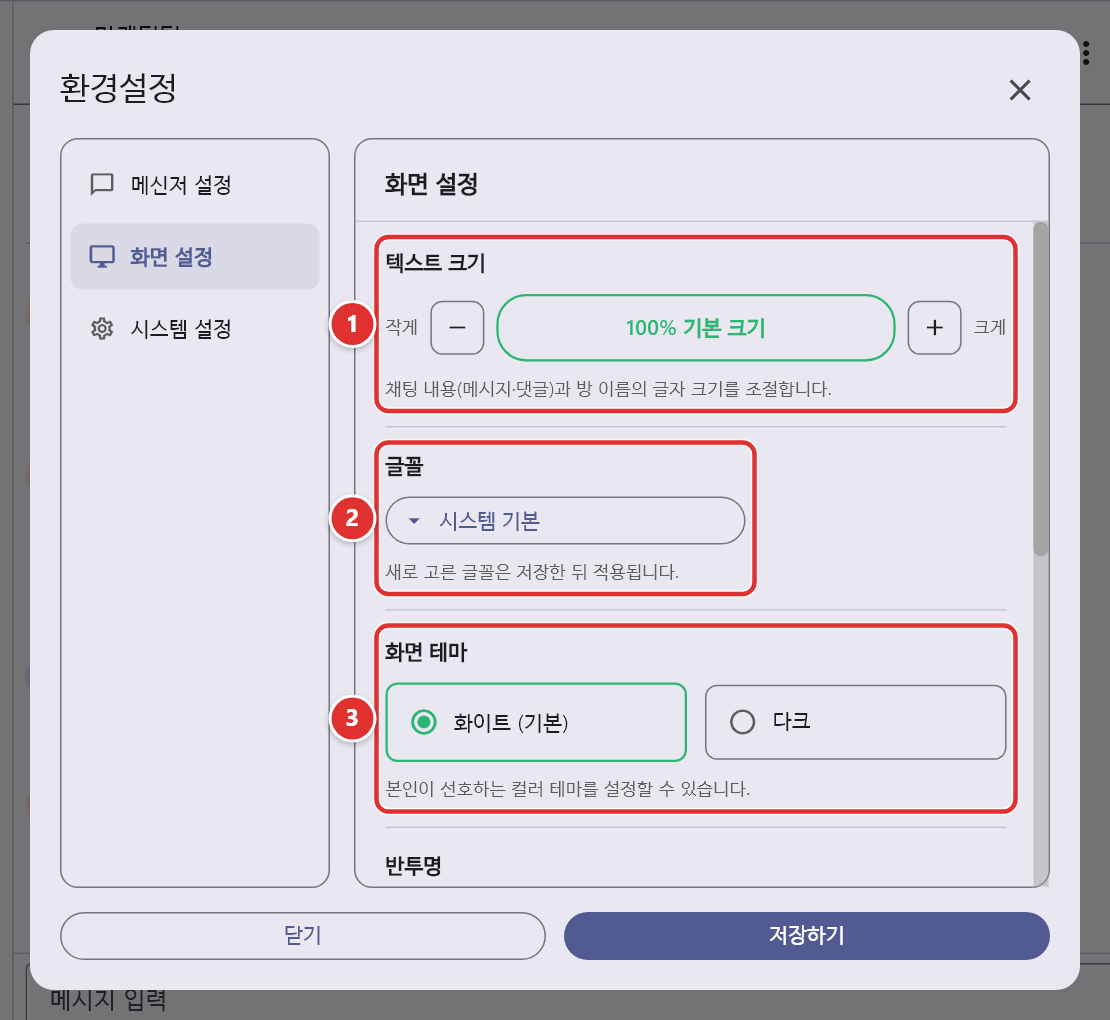 환경설정
메신저 설정
화면 설정
시스템 설정
화면 설정
텍스트 크기
1
작게
100% 기본 크기
크게
채팅 내용(메시지·댓글)과 방 이름의 글자 크기를 조절합니다.
글꼴
2
시스템 기본
새로 고른 글꼴은 저장한 뒤 적용됩니다.
화면 테마
3
화이트 (기본)
다크
본인이 선호하는 컬러 테마를 설정할 수 있습니다.
반투명
닫기
저장하기
메시지 입력